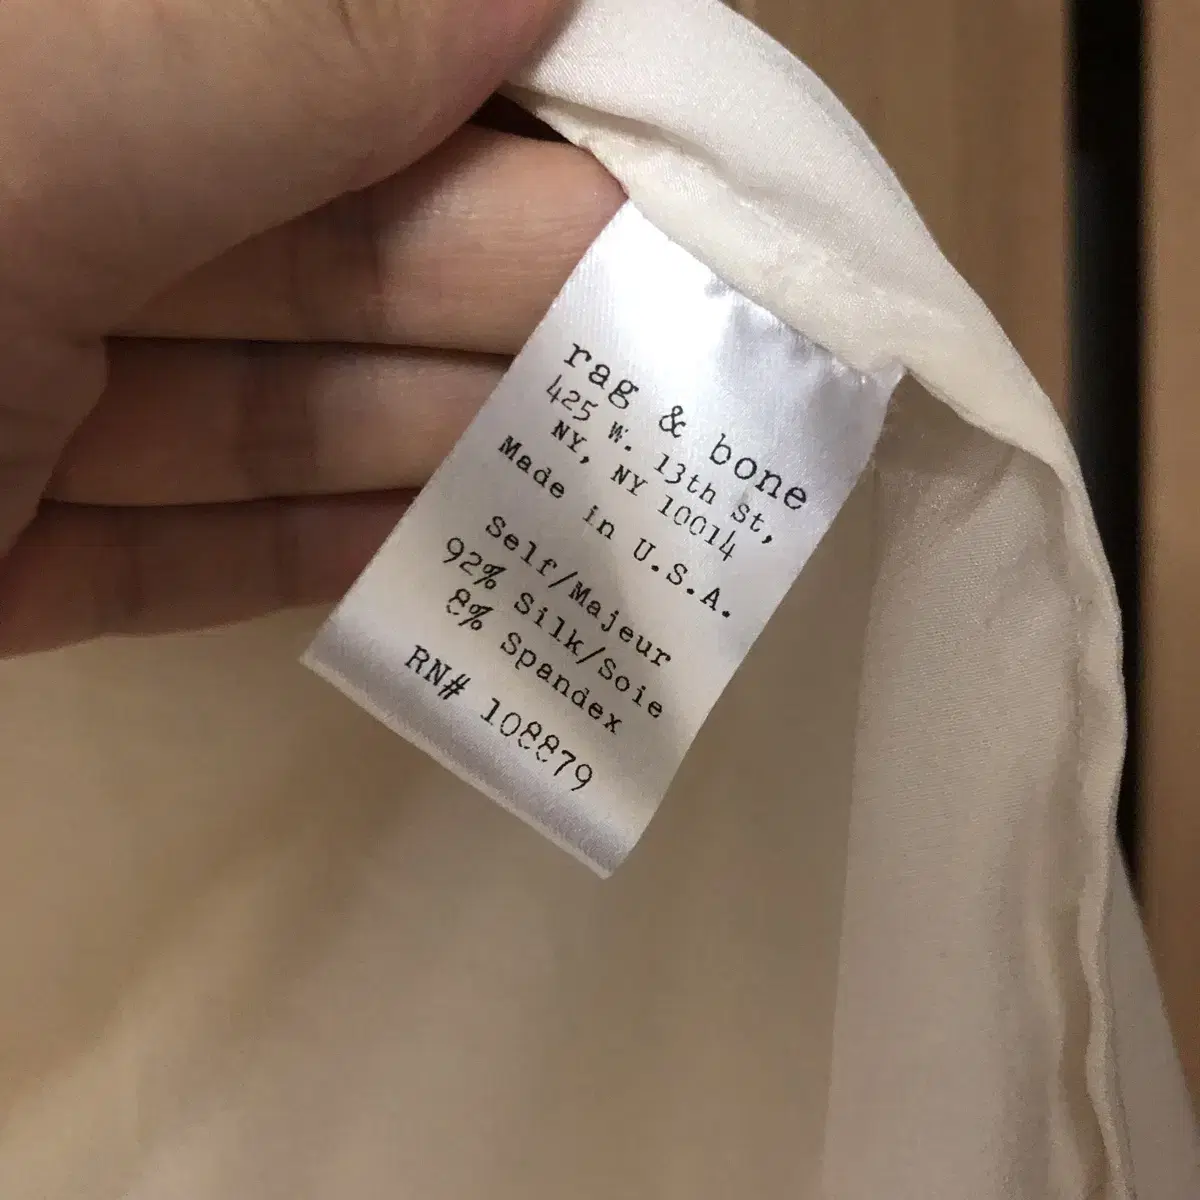 rag & bone
425 W. 13th St,
NY, NY 10014
Made in U.S.A.
Self/Majeur
92% Silk/Soie
8% Spandex
RN# 108879